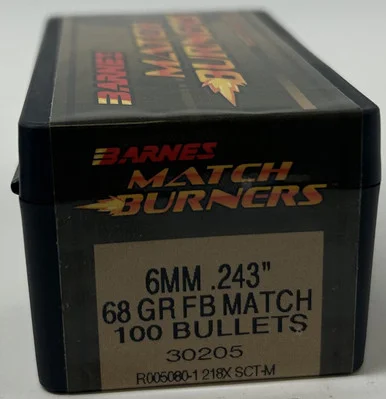 BARNES
MATCH
BURNERS
BARNES
MATCH
BURNERS
6MM .243"
68 GR FB MATCH
100 BULLETS
30205
R005080-1 218X SCT-M